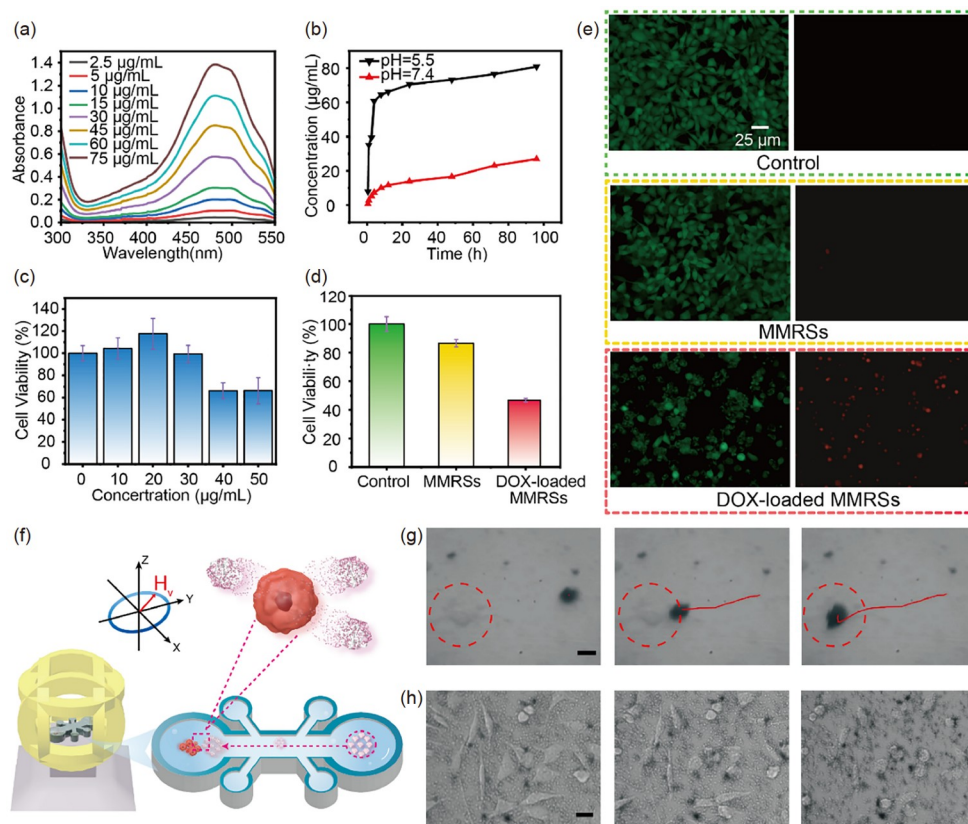 (a)
1.4
1.2
1.0
0.8
0.6
0.4
0.2
0.0
Absorbance
2.5 µg/mL
5 µg/mL
10 µg/mL
15 µg/mL
30 µg/mL
45 µg/mL
60 µg/mL
75 µg/mL
300 350 400 450 500 550
Wavelength(nm)
(b)
100
80
60
40
20
0
Concentration (µg/mL)
pH=5.5
pH=7.4
0 20 40 60 80 100
Time (h)
(c)
140
120
100
80
60
40
20
0
Cell Viability (%)
0 10 20 30 40 50
Concertration (µg/mL)
(d)
120
100
80
60
40
20
0
Cell Viability (%)
Control MMRSs DOX-loaded
MMRSs
(e)
25 µm
Control
MMRSs
DOX-loaded MMRSs
(f)
Z
Hv
Y
X
(g)
(h)